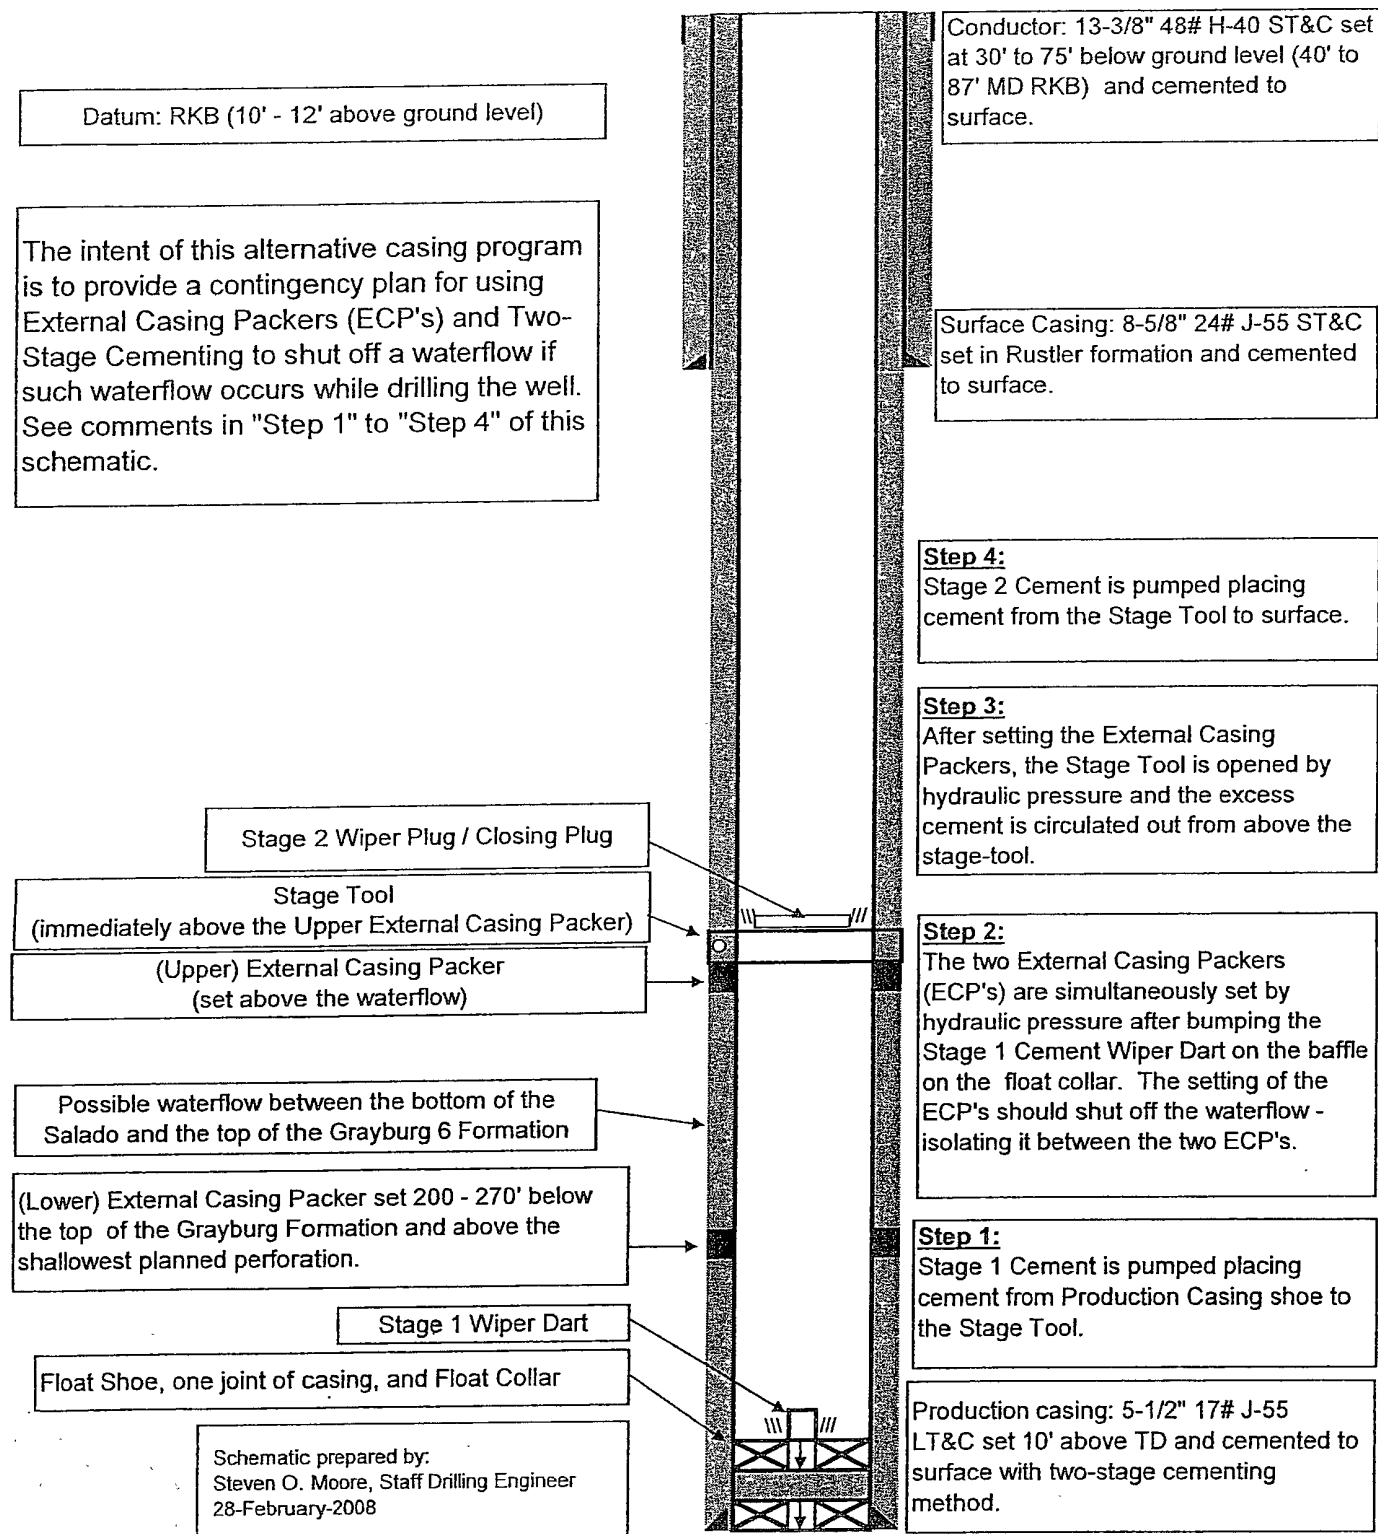 Datum: RKB (10' - 12' above ground level)
The intent of this alternative casing program
is to provide a contingency plan for using
External Casing Packers (ECP's) and Two-
Stage Cementing to shut off a waterflow if
such waterflow occurs while drilling the well.
See comments in "Step 1" to "Step 4" of this
schematic.
Conductor: 13-3/8" 48# H-40 ST&C set
at 30' to 75' below ground level (40' to
87' MD RKB) and cemented to
surface.
Surface Casing: 8-5/8" 24# J-55 ST&C
set in Rustler formation and cemented
to surface.
Step 4:
Stage 2 Cement is pumped placing
cement from the Stage Tool to surface.
Step 3:
After setting the External Casing
Packers, the Stage Tool is opened by
hydraulic pressure and the excess
cement is circulated out from above the
stage-tool.
Stage 2 Wiper Plug / Closing Plug
Stage Tool
(immediately above the Upper External Casing Packer)
(Upper) External Casing Packer
(set above the waterflow)
Step 2:
The two External Casing Packers
(ECP's) are simultaneously set by
hydraulic pressure after bumping the
Stage 1 Cement Wiper Dart on the baffle
on the float collar. The setting of the
ECP's should shut off the waterflow -
isolating it between the two ECP's.
Possible waterflow between the bottom of the
Salado and the top of the Grayburg 6 Formation
(Lower) External Casing Packer set 200 - 270' below
the top of the Grayburg Formation and above the
shallowest planned perforation.
Step 1:
Stage 1 Cement is pumped placing
cement from Production Casing shoe to
the Stage Tool.
Stage 1 Wiper Dart
Float Shoe, one joint of casing, and Float Collar
Production casing: 5-1/2" 17# J-55
LT&C set 10' above TD and cemented to
surface with two-stage cementing
method.
Schematic prepared by:
Steven O. Moore, Staff Drilling Engineer
28-February-2008